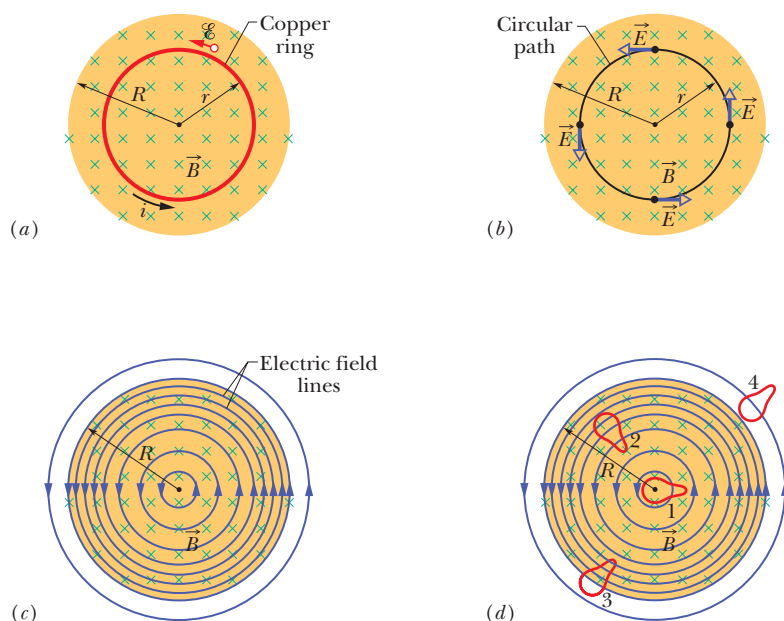 ℰ
Copper
ring
R
r
B
i
(a)
Circular
path
E
R
r
E
E
B
E
(b)
Electric field
lines
R
B
(c)
4
2
R
1
B
3
(d)